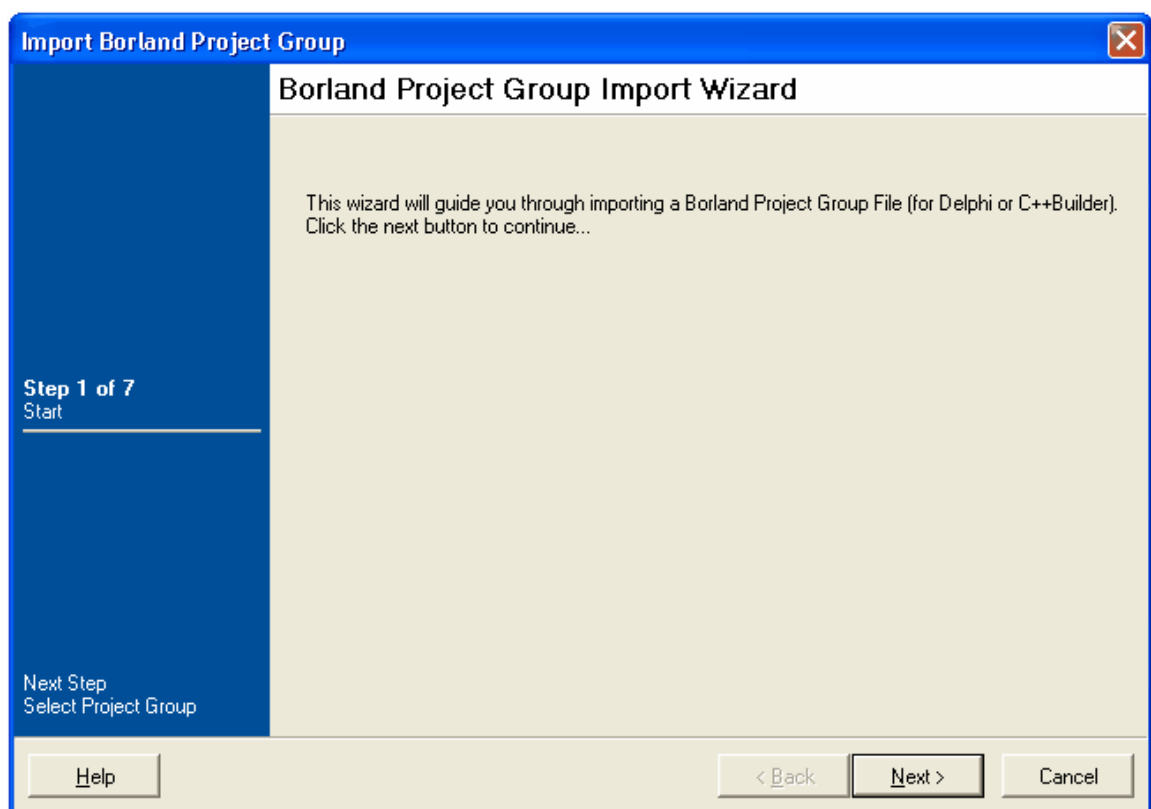 Import Borland Project Group
Borland Project Group Import Wizard
This wizard will guide you through importing a Borland Project Group File (for Delphi or C++Builder).
Click the next button to continue...
Step 1 of 7
Start
Next Step
Select Project Group
Help
< Back
Next >
Cancel